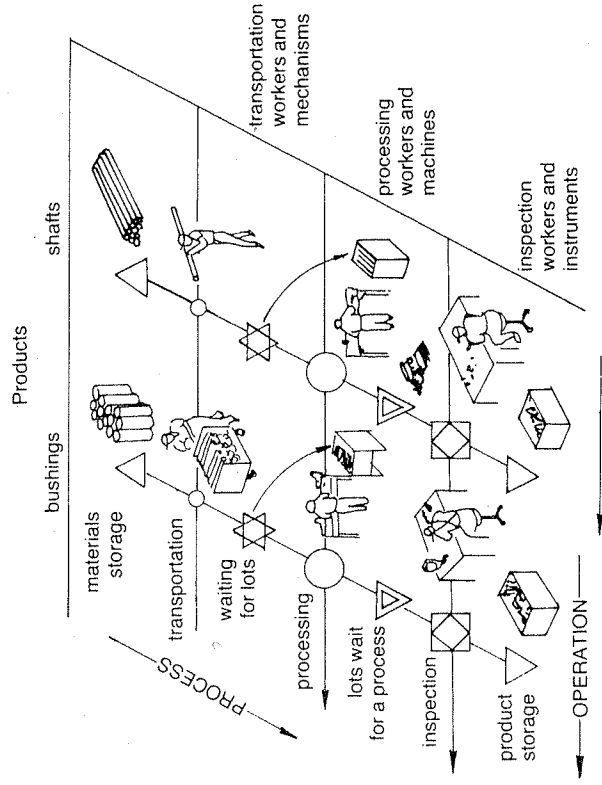 Products
bushings
shafts
materials
storage
transportation
waiting
for lots
processing
lots wait
for a process
inspection
product
storage
transportation
workers and
mechanisms
processing
workers and
machines
inspection
workers and
instruments
PROCESS
OPERATION